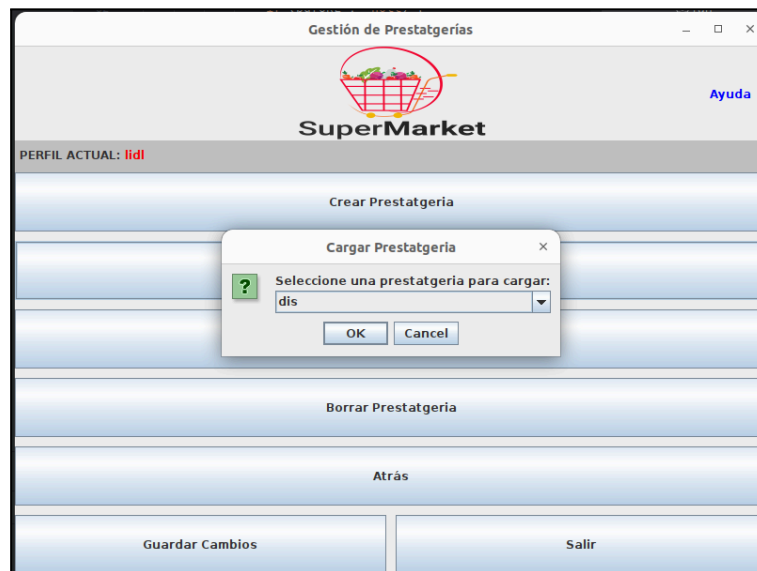 Gestión de Prestatgerías
SuperMarket
Ayuda
PERFIL ACTUAL: lidl
Crear Prestatgeria
Cargar Prestatgeria
?
Seleccione una prestatgeria para cargar:
dis
OK
Cancel
Borrar Prestatgeria
Atrás
Guardar Cambios
Salir